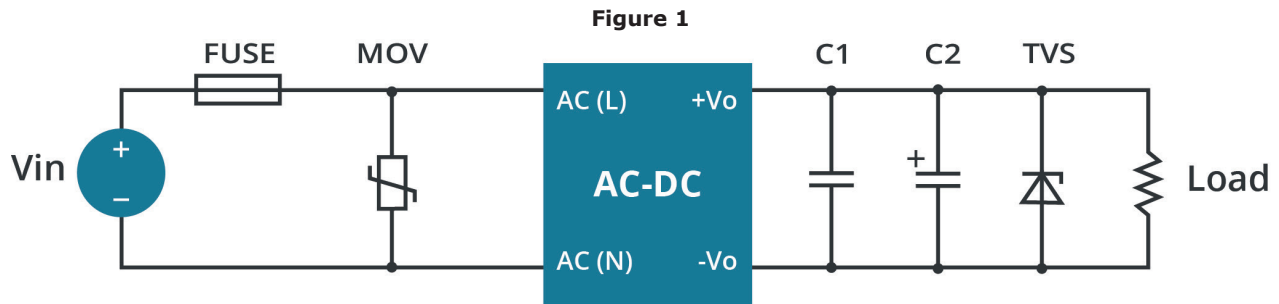 Figure 1
FUSE
MOV
C1
C2
TVS
AC (L)
+Vo
Vin
+
−
AC-DC
+
Load
AC (N)
-Vo